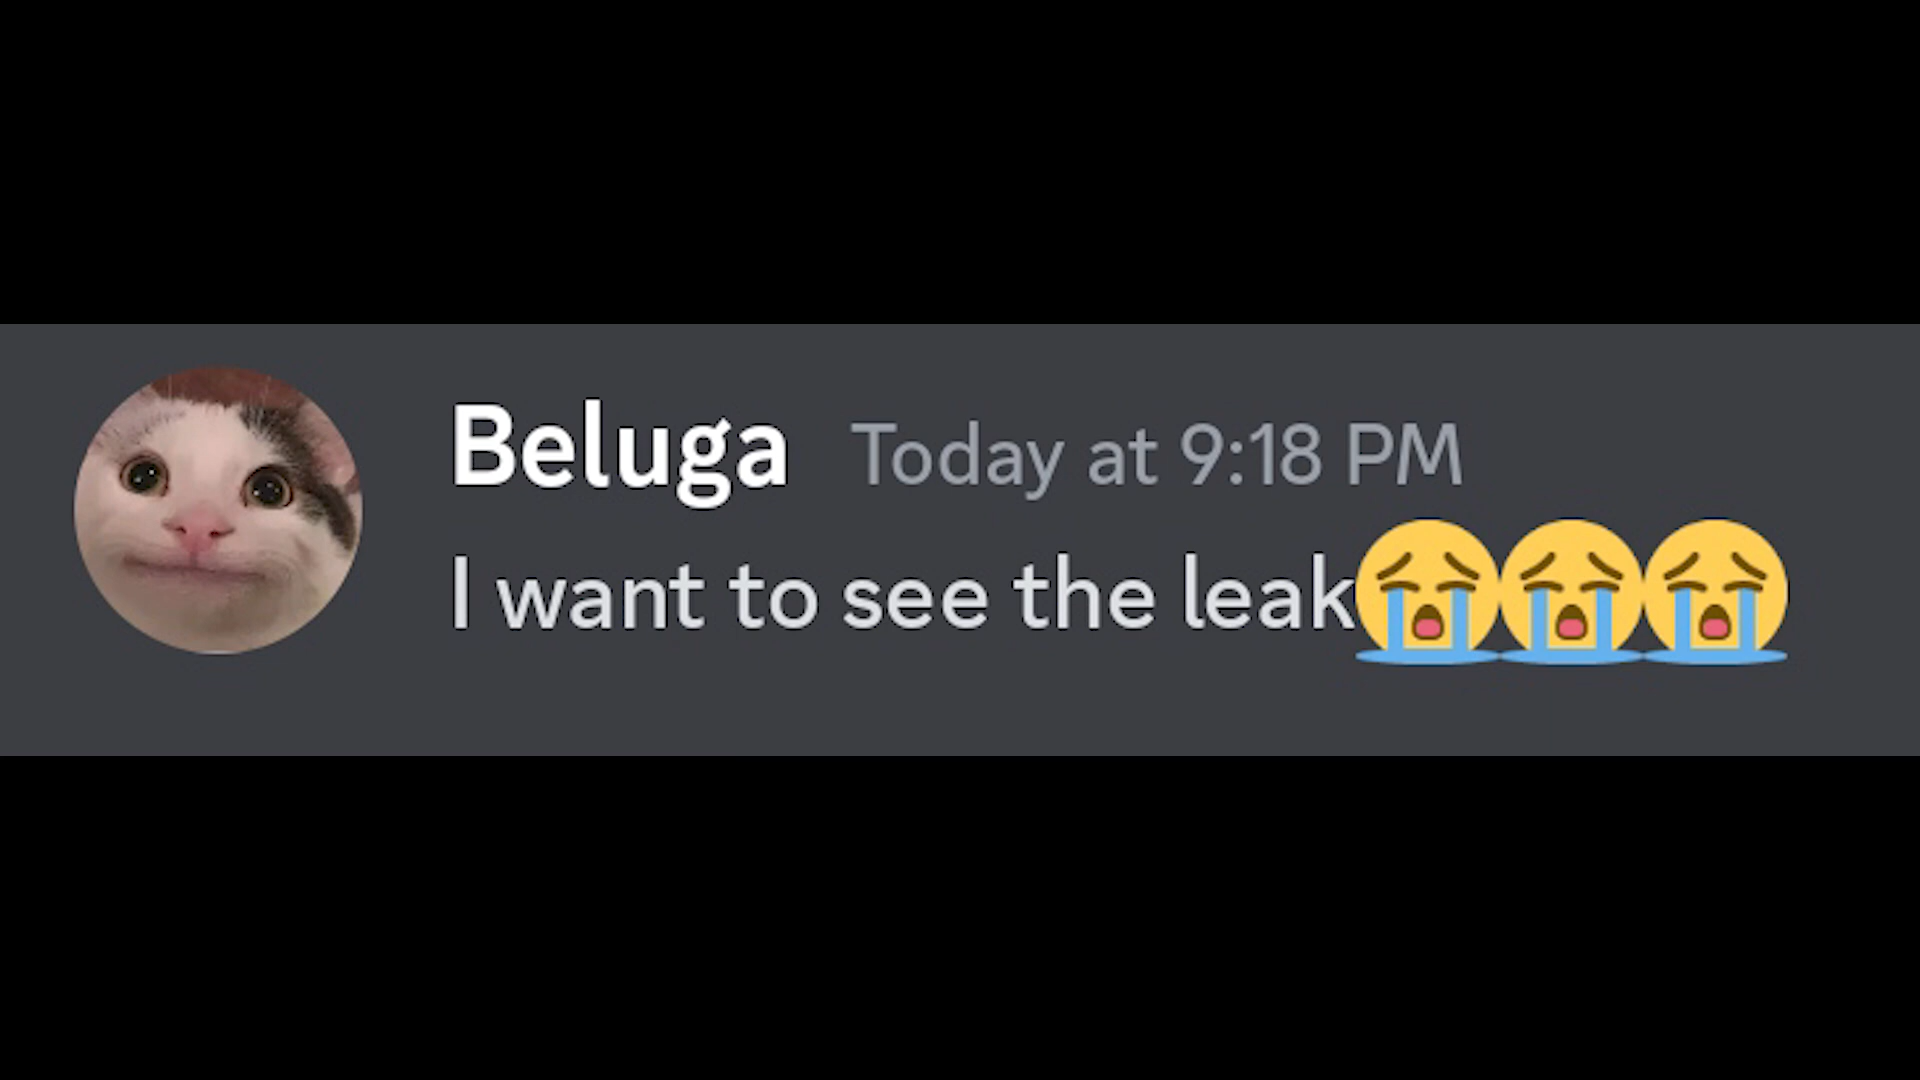 Beluga Today at 9:18 PM
I want to see the leak😭😭😭